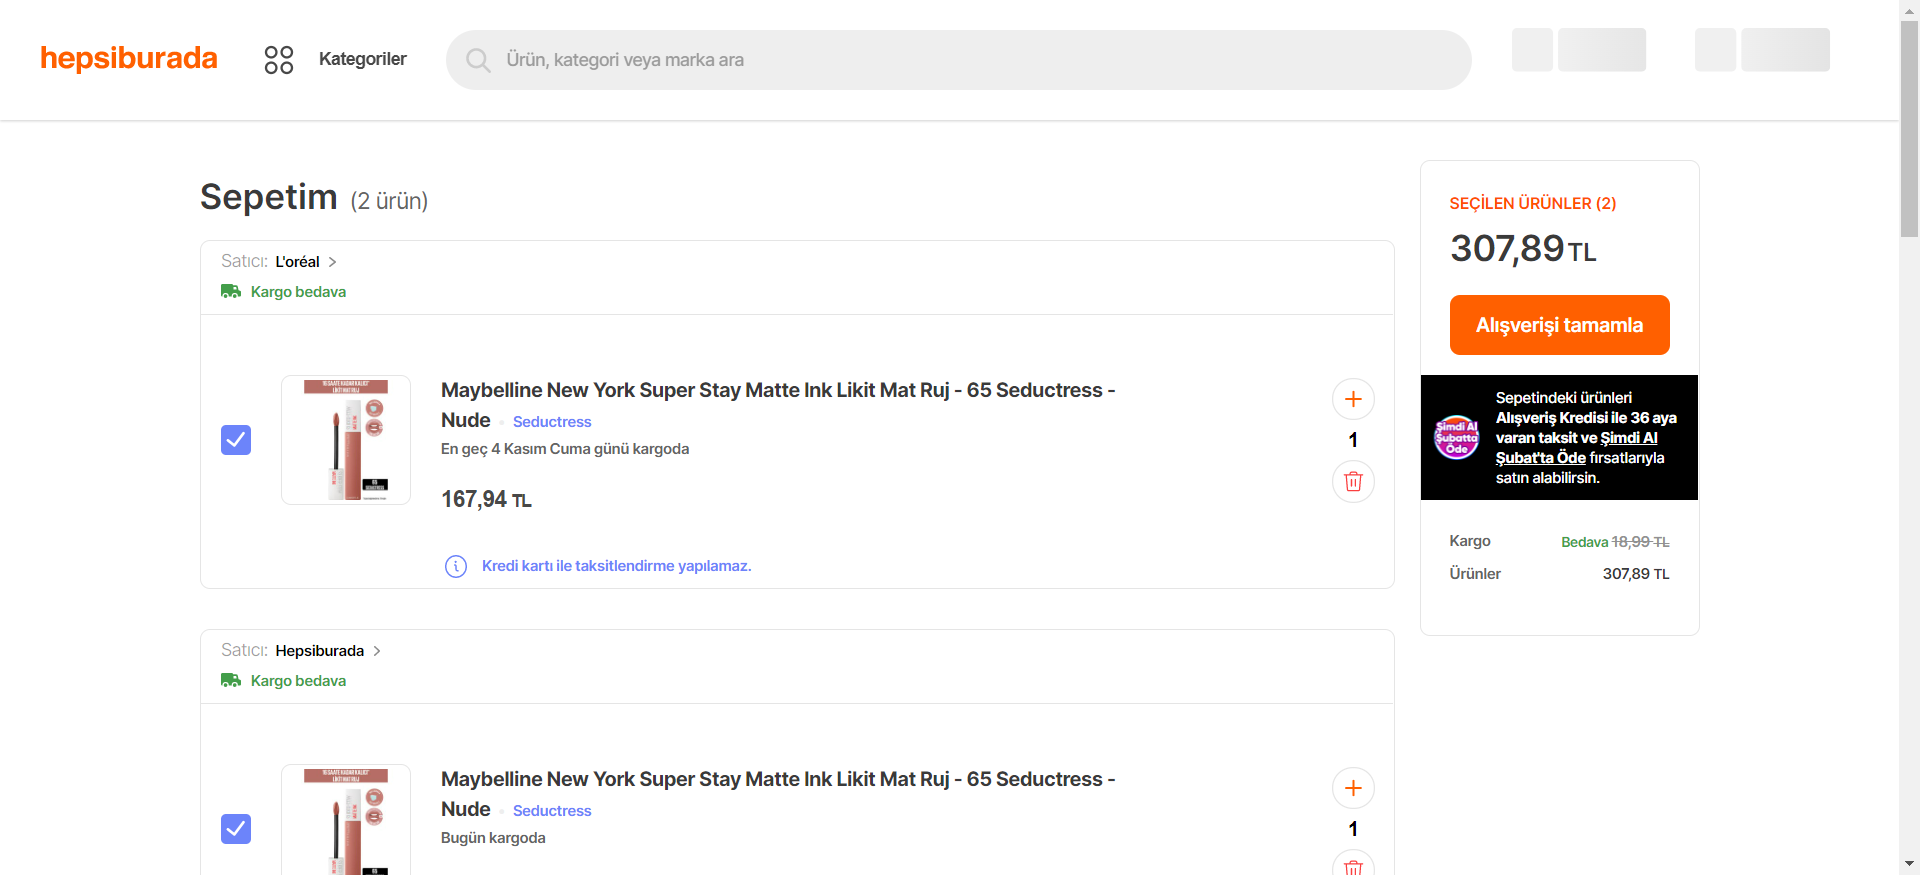 hepsiburada
Kategoriler
Ürün, kategori veya marka ara
Sepetim (2 ürün)
Satıcı: L'oréal
Kargo bedava
Maybelline New York Super Stay Matte Ink Likit Mat Ruj - 65 Seductress -
Nude Seductress
En geç 4 Kasım Cuma günü kargoda
167,94 TL
1
Kredi kartı ile taksitlendirme yapılamaz.
Satıcı: Hepsiburada
Kargo bedava
Maybelline New York Super Stay Matte Ink Likit Mat Ruj - 65 Seductress -
Nude Seductress
Bugün kargoda
1
SEÇİLEN ÜRÜNLER (2)
307,89 TL
Alışverişi tamamla
Şimdi Al
Şubatta
Öde
Sepetindeki ürünleri
Alışveriş Kredisi ile 36 aya
varan taksit ve Şimdi Al
Şubat'ta Öde fırsatlarıyla
satın alabilirsin.
Kargo Bedava 18,99 TL
Ürünler 307,89 TL